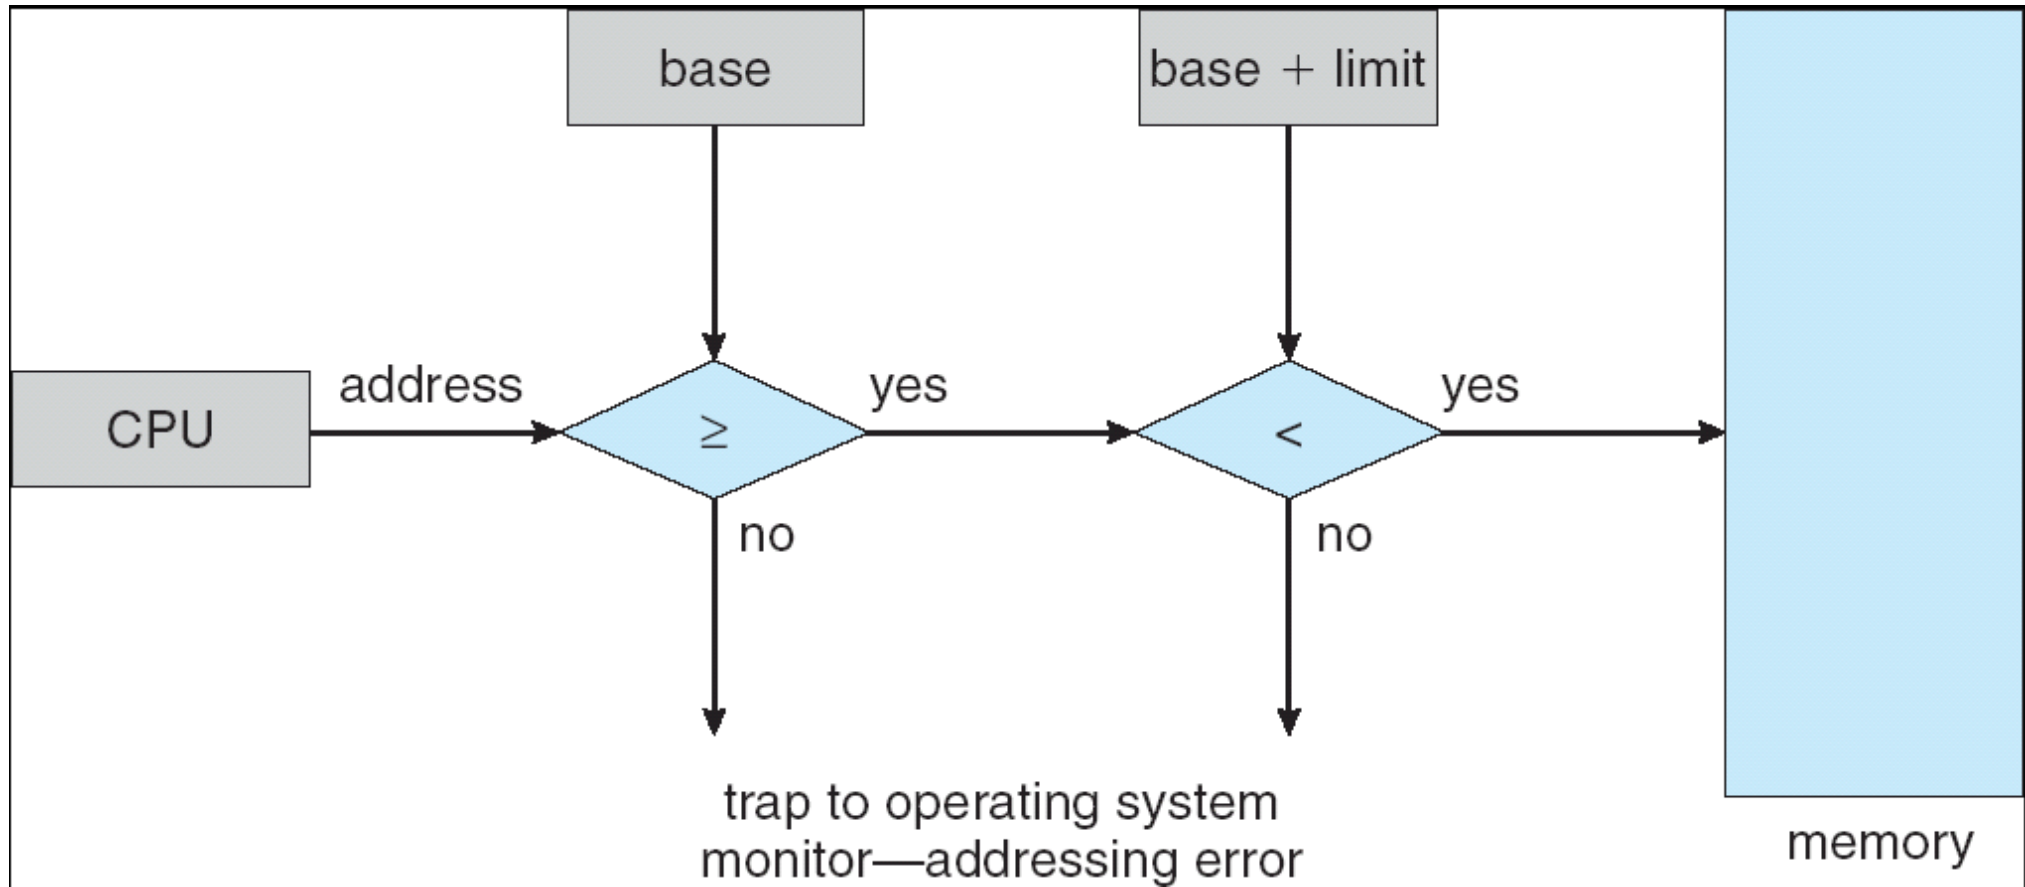 base
base + limit
CPU
address
≥
yes
<
yes
no
no
trap to operating system
monitor—addressing error
memory